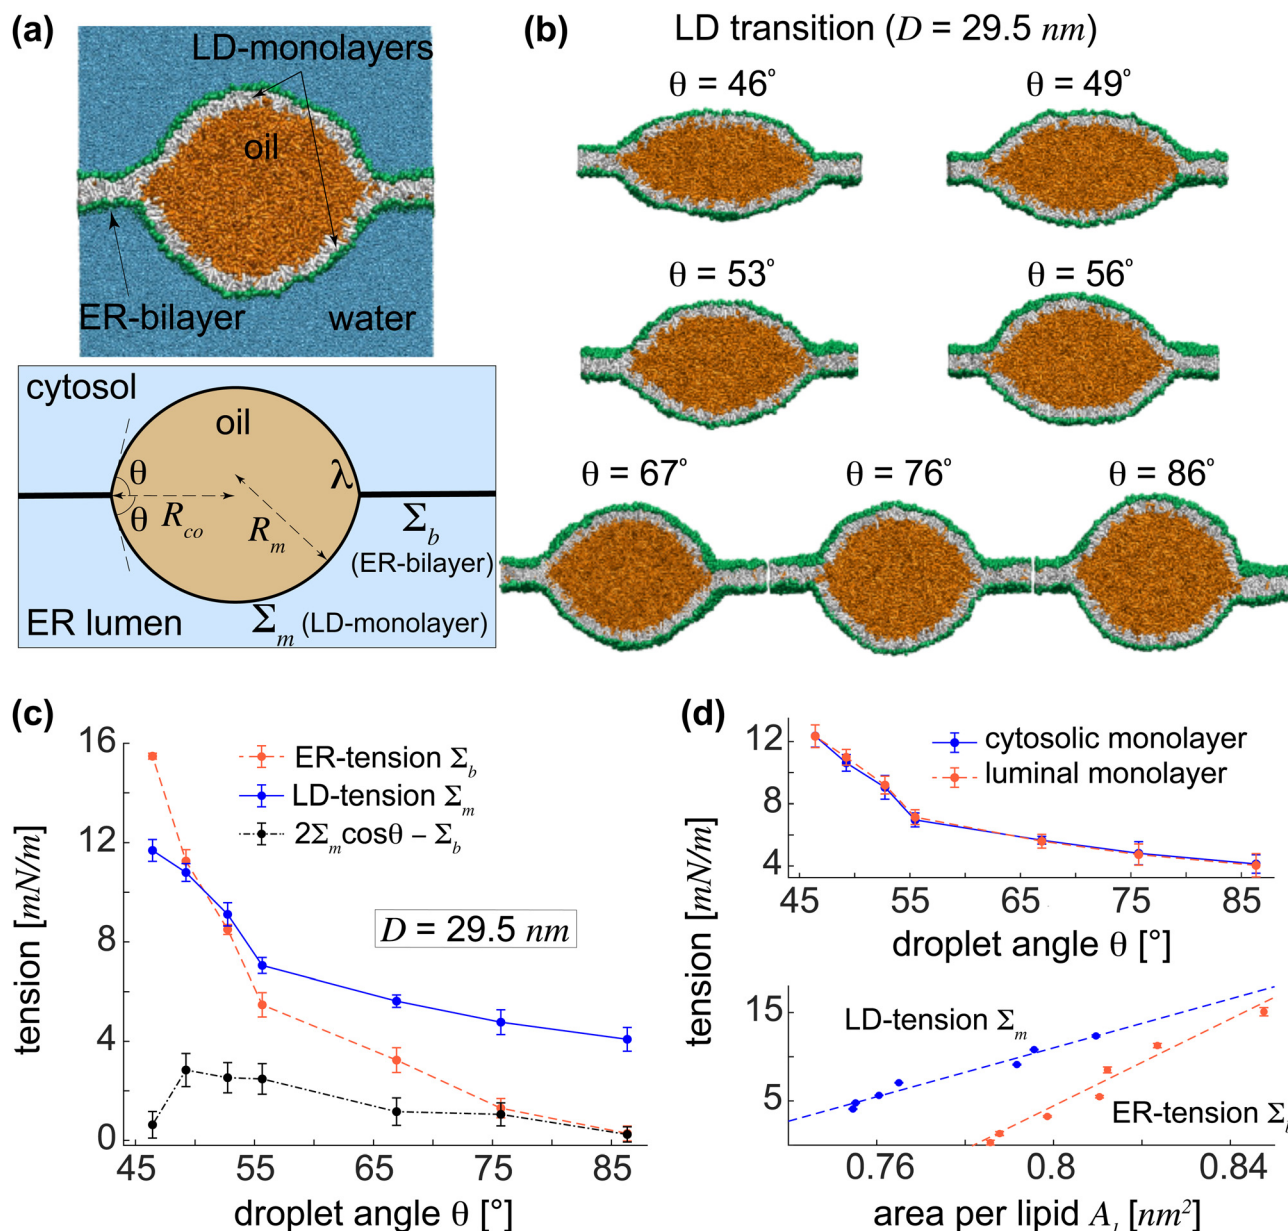 (a)
LD-monolayers
oil
ER-bilayer
water
cytosol
oil
θ
θ
R_co
R_m
λ
Σ_b
(ER-bilayer)
ER lumen
Σ_m (LD-monolayer)
(b)
LD transition (D = 29.5 nm)
θ = 46° θ = 49°
θ = 53° θ = 56°
θ = 67° θ = 76° θ = 86°
(c)
16
12
8
4
0
tension [mN/m]
ER-tension Σ_b
LD-tension Σ_m
2Σ_m cosθ − Σ_b
D = 29.5 nm
45 55 65 75 85
droplet angle θ [°]
(d)
12
8
4
cytosolic monolayer
luminal monolayer
45 55 65 75 85
droplet angle θ [°]
tension [mN/m]
15
5
LD-tension Σ_m
ER-tension Σ
0.76 0.8 0.84
area per lipid A_l [nm²]